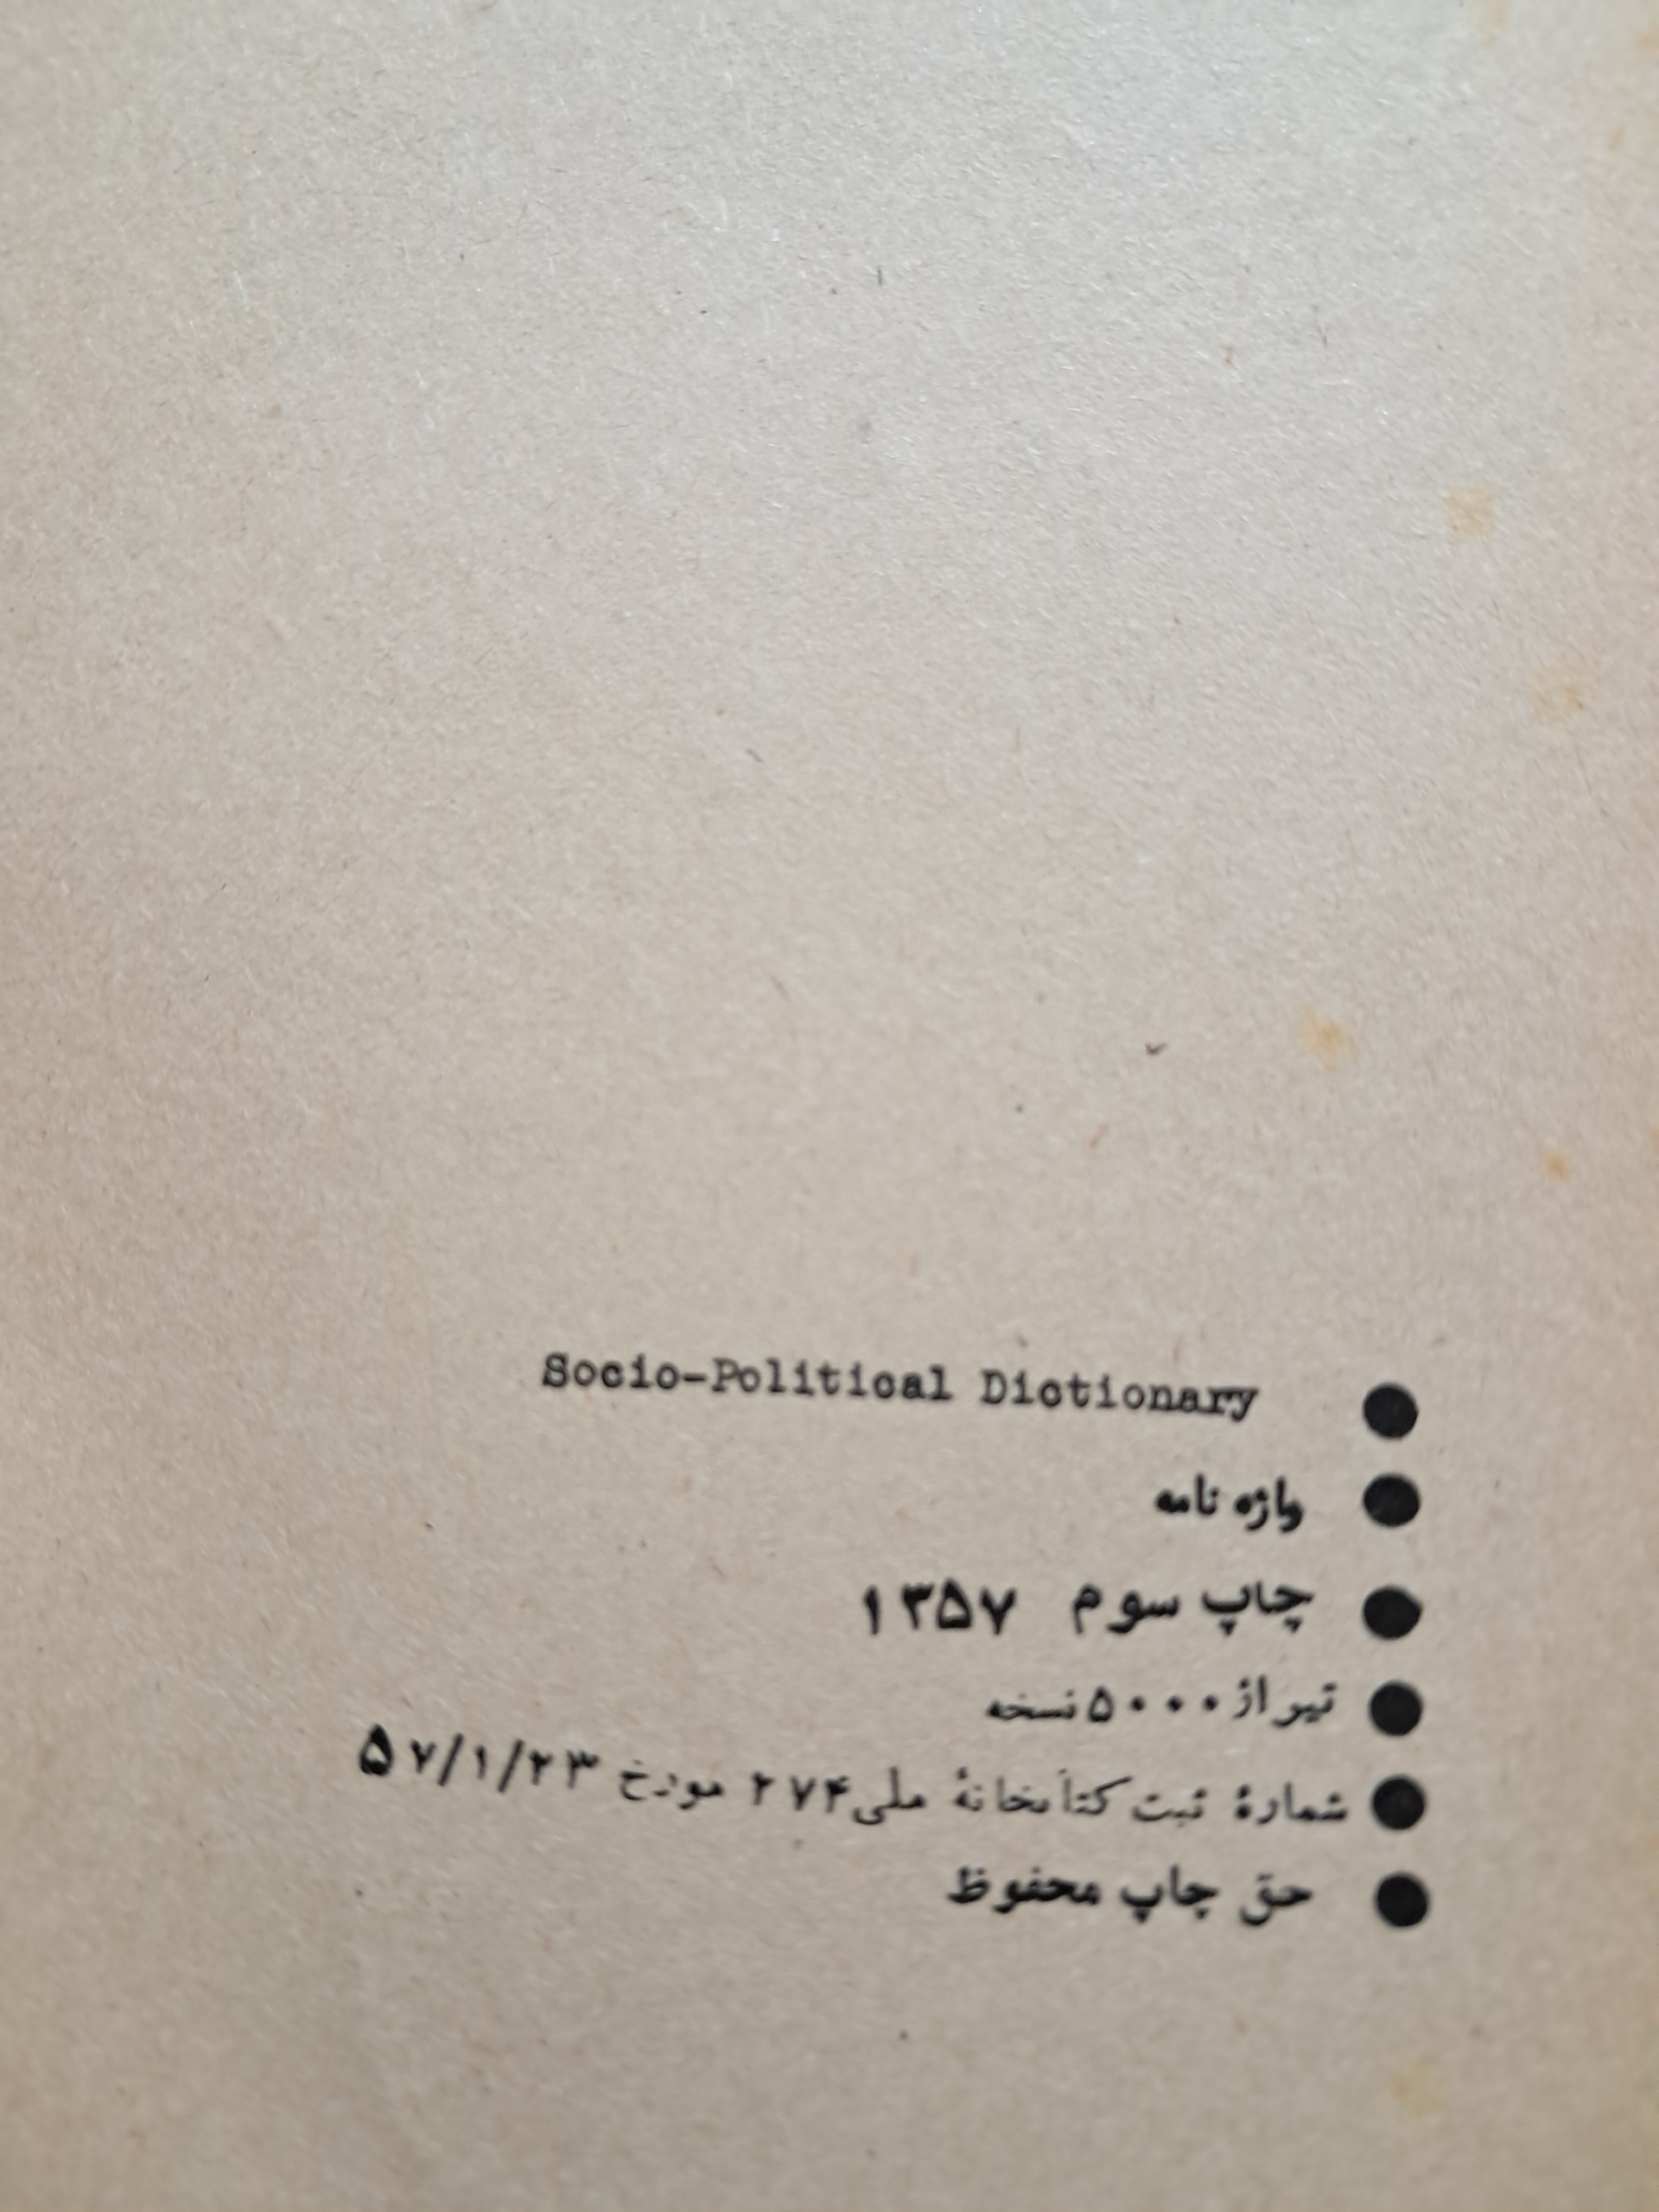 ● Socio-Political Dictionary
● واژه نامه
● چاپ سوم ۱۳۵۷
● تیراژ ۵۰۰۰ نسخه
● شمارهٔ ثبت کتابخانهٔ ملی ۲۷۴ مورخ ۵۷/۱/۲۳
● حق چاپ محفوظ